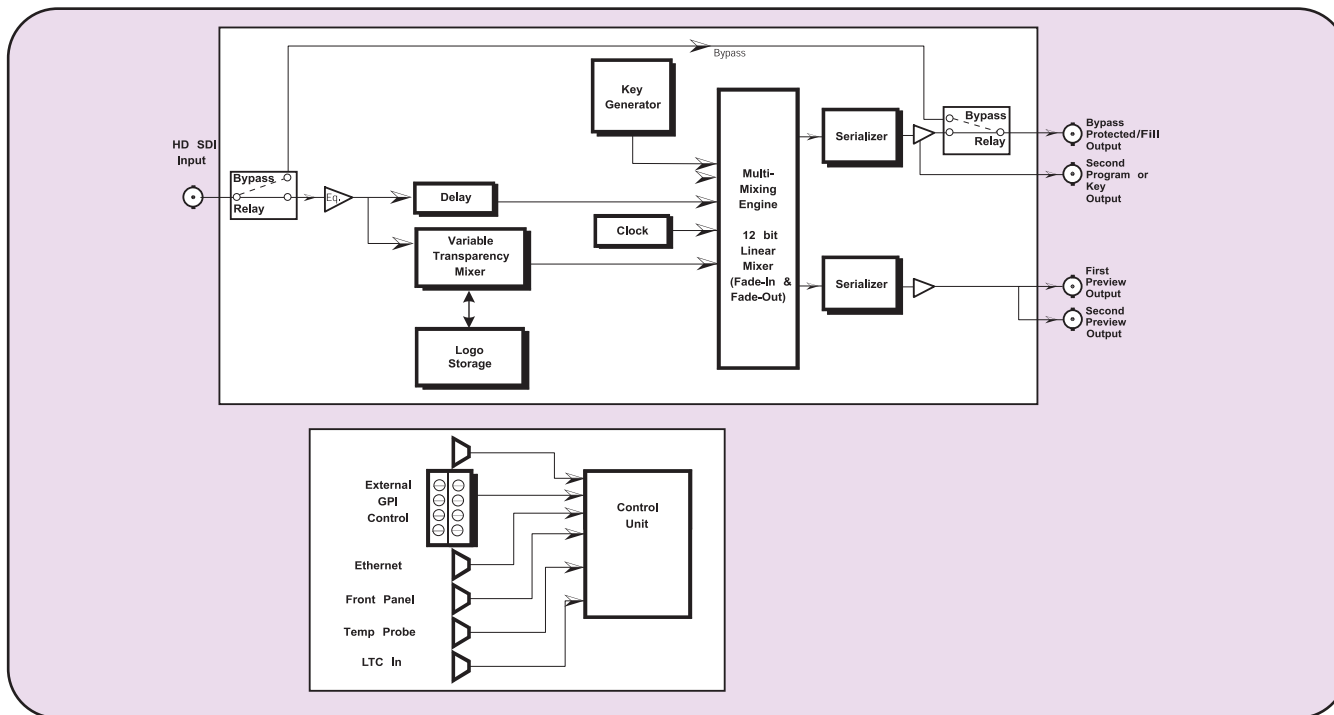 Bypass
Key
Generator
HD SDI
Input
Bypass
Relay
Eq.
Delay
Variable
Transparency
Mixer
Logo
Storage
Clock
Multi-
Mixing
Engine
12 bit
Linear
Mixer
(Fade-In &
Fade-Out)
Serializer
Serializer
Bypass
Relay
Bypass
Protected/Fill
Output
Second
Program or
Key
Output
First
Preview
Output
Second
Preview
Output
External
GPI
Control
Ethernet
Front Panel
Temp Probe
LTC In
Control
Unit